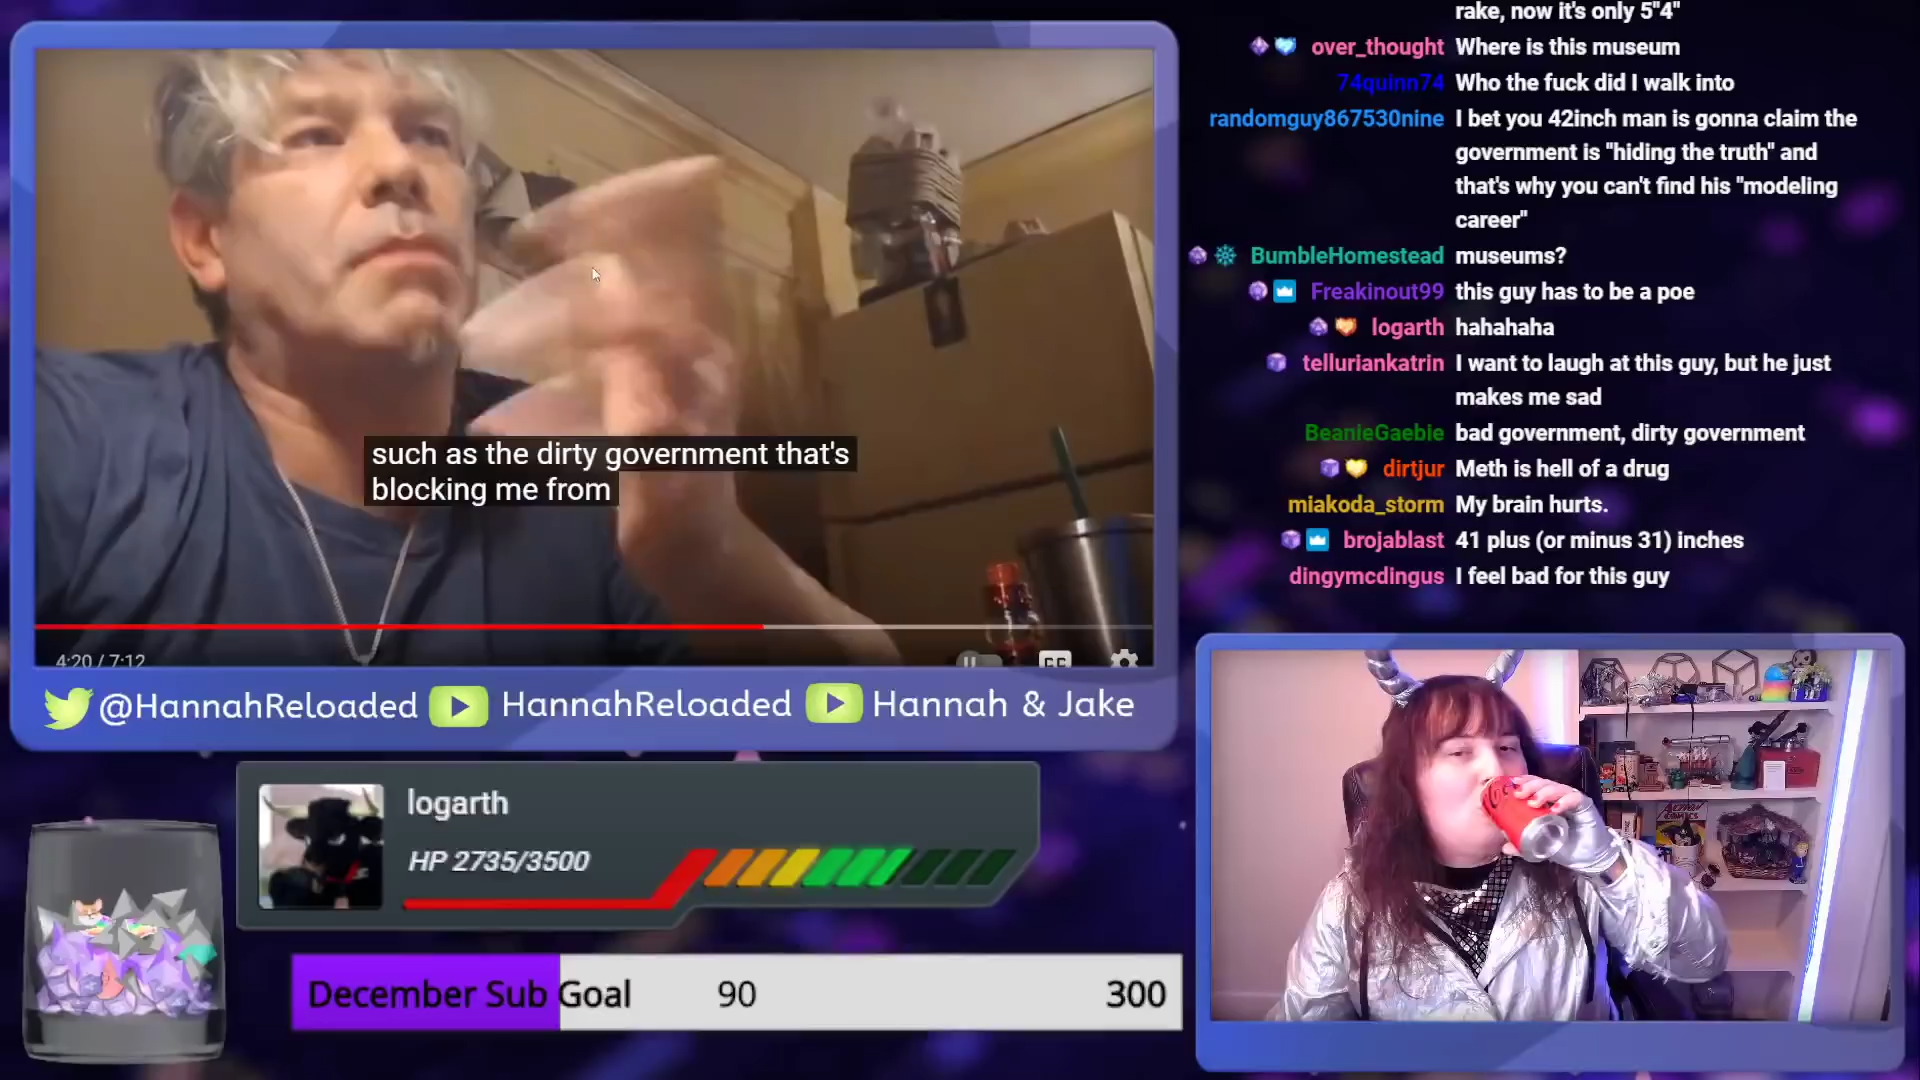 such as the dirty government that's
blocking me from
4:20 / 7:12
@HannahReloaded HannahReloaded Hannah & Jake
logarth
HP 2735/3500
December Sub Goal 90 300
rake, now it's only 5"4"
over_thought Where is this museum
74quinn74 Who the fuck did I walk into
randomguy867530nine I bet you 42inch man is gonna claim the
government is "hiding the truth" and
that's why you can't find his "modeling
career"
BumbleHomestead museums?
Freakinout99 this guy has to be a poe
logarth hahahaha
telluriankatrin I want to laugh at this guy, but he just
makes me sad
BeanieGaebie bad government, dirty government
dirtjur Meth is hell of a drug
miakoda_storm My brain hurts.
brojablast 41 plus (or minus 31) inches
dingymcdingus I feel bad for this guy
ACTION
COMICS